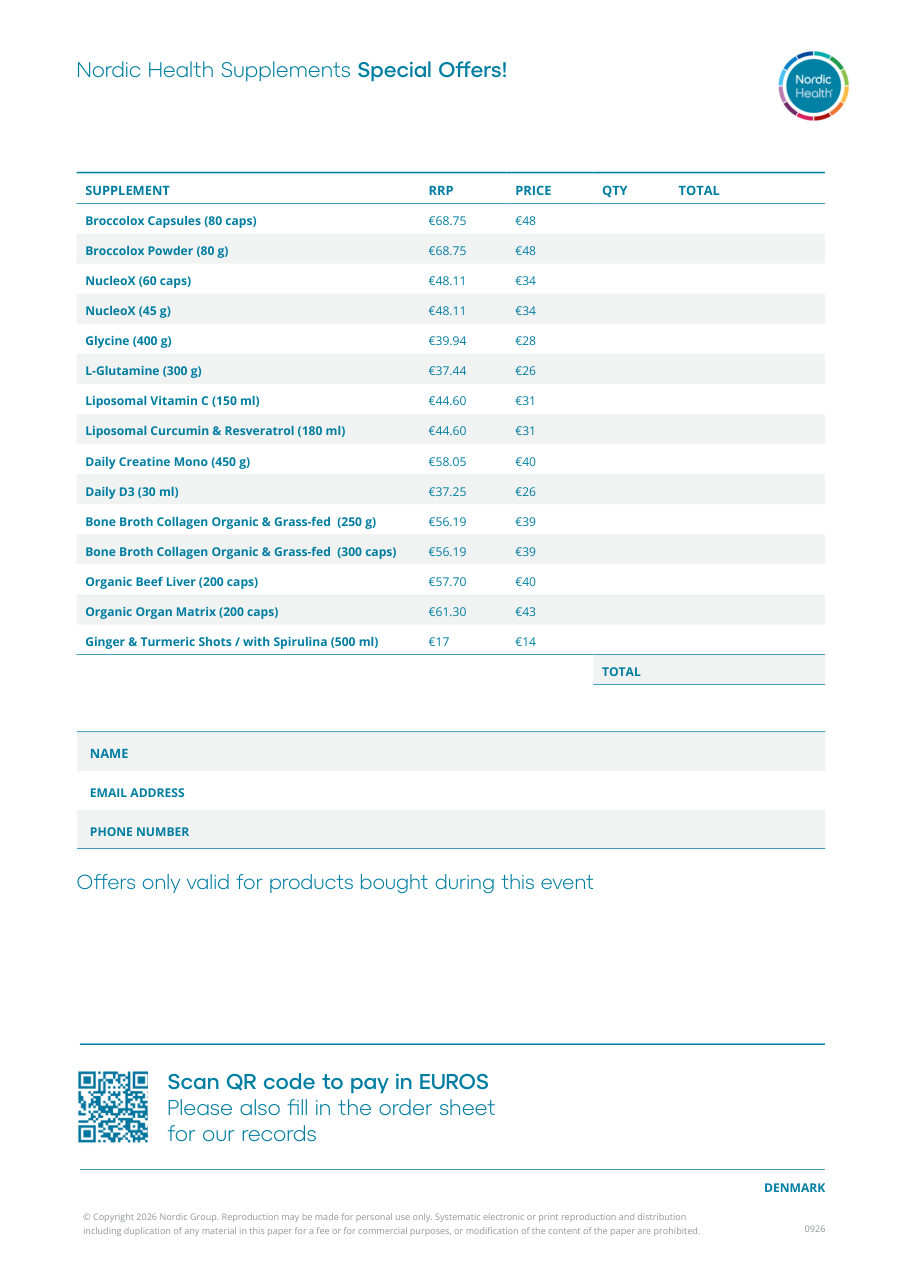 Nordic Health Supplements Special Offers!
Nordic
Health
SUPPLEMENT RRP PRICE QTY TOTAL
Broccolox Capsules (80 caps) €68.75 €48
Broccolox Powder (80 g) €68.75 €48
NucleoX (60 caps) €48.11 €34
NucleoX (45 g) €48.11 €34
Glycine (400 g) €39.94 €28
L-Glutamine (300 g) €37.44 €26
Liposomal Vitamin C (150 ml) €44.60 €31
Liposomal Curcumin & Resveratrol (180 ml) €44.60 €31
Daily Creatine Mono (450 g) €58.05 €40
Daily D3 (30 ml) €37.25 €26
Bone Broth Collagen Organic & Grass-fed (250 g) €56.19 €39
Bone Broth Collagen Organic & Grass-fed (300 caps) €56.19 €39
Organic Beef Liver (200 caps) €57.70 €40
Organic Organ Matrix (200 caps) €61.30 €43
Ginger & Turmeric Shots / with Spirulina (500 ml) €17 €14
TOTAL
NAME
EMAIL ADDRESS
PHONE NUMBER
Offers only valid for products bought during this event
Scan QR code to pay in EUROS
Please also fill in the order sheet
for our records
DENMARK
© Copyright 2026 Nordic Group. Reproduction may be made for personal use only. Systematic electronic or print reproduction and distribution
including duplication of any material in this paper for a fee or for commercial purposes, or modification of the content of the paper are prohibited.
0926